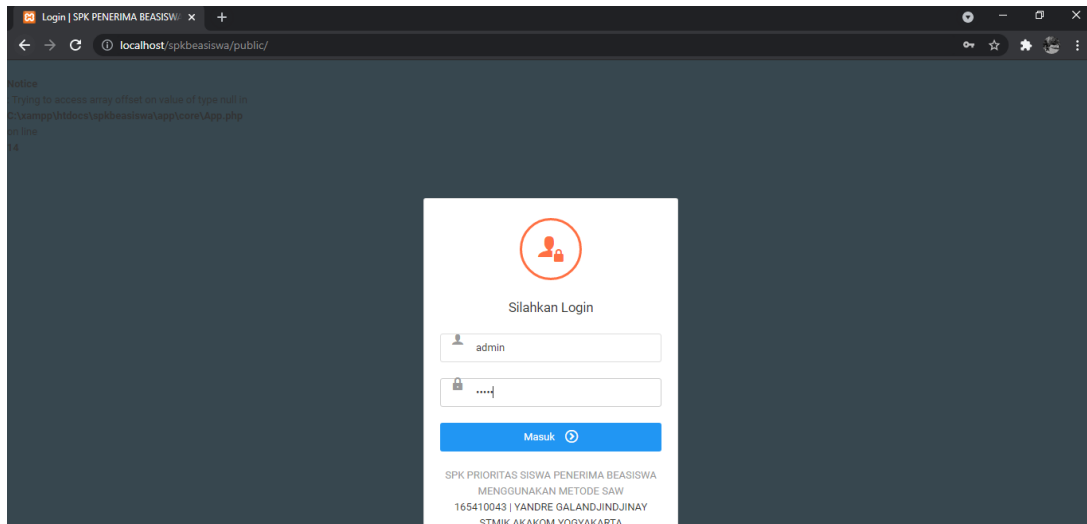 Login | SPK PENERIMA BEASISW
localhost/spkbeasiswa/public/
Notice
: Trying to access array offset on value of type null in
C:\xampp\htdocs\spkbeasiswa\app\core\App.php
on line
14
Silahkan Login
admin
Masuk
SPK PRIORITAS SISWA PENERIMA BEASISWA
MENGGUNAKAN METODE SAW
165410043 | YANDRE GALANDJINDJINAY
STMIK AKAKOM YOGYAKARTA